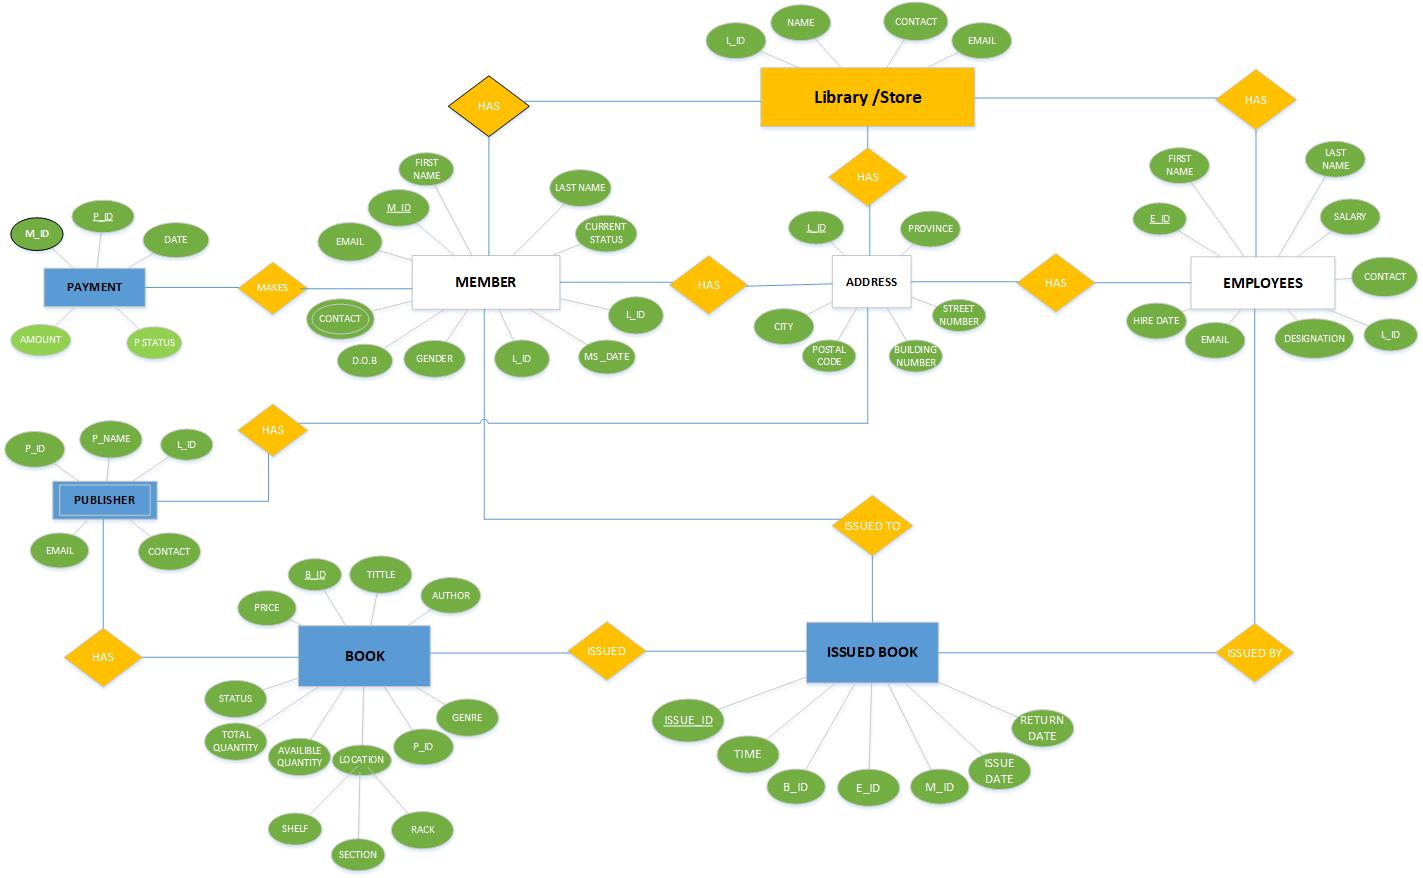 L_ID
NAME
CONTACT
EMAIL
Library /Store
HAS
HAS
HAS
FIRST
NAME
LAST NAME
M_ID
CURRENT
STATUS
EMAIL
MEMBER
CONTACT
D.O.B
GENDER
L_ID
MS _DATE
L_ID
M_ID
P_ID
DATE
PAYMENT
AMOUNT
P STATUS
MAKES
HAS
L_ID
PROVINCE
ADDRESS
CITY
POSTAL
CODE
BUILDING
NUMBER
STREET
NUMBER
HAS
FIRST
NAME
LAST
NAME
E_ID
SALARY
CONTACT
EMPLOYEES
HIRE DATE
EMAIL
DESIGNATION
L_ID
HAS
P_ID
P_NAME
L_ID
PUBLISHER
EMAIL
CONTACT
HAS
ISSUED TO
B_ID
TITTLE
PRICE
AUTHOR
BOOK
ISSUED
ISSUED BOOK
ISSUED BY
STATUS
TOTAL
QUANTITY
AVAILIBLE
QUANTITY
LOCATION
P_ID
GENRE
SHELF
SECTION
RACK
ISSUE_ID
TIME
B_ID
E_ID
M_ID
ISSUE
DATE
RETURN
DATE